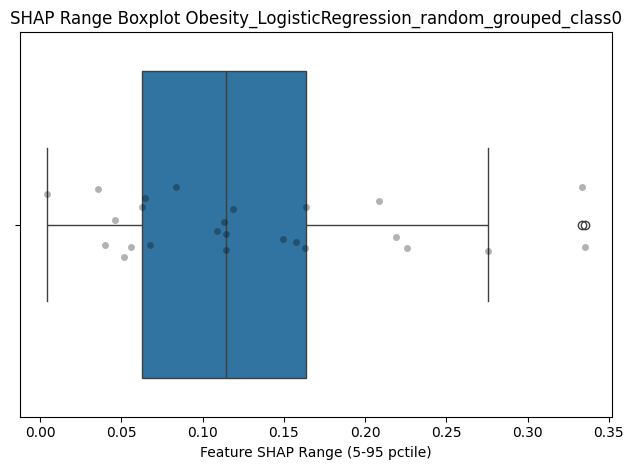 SHAP Range Boxplot Obesity_LogisticRegression_random_grouped_class0
0.00 0.05 0.10 0.15 0.20 0.25 0.30 0.35
Feature SHAP Range (5-95 pctile)